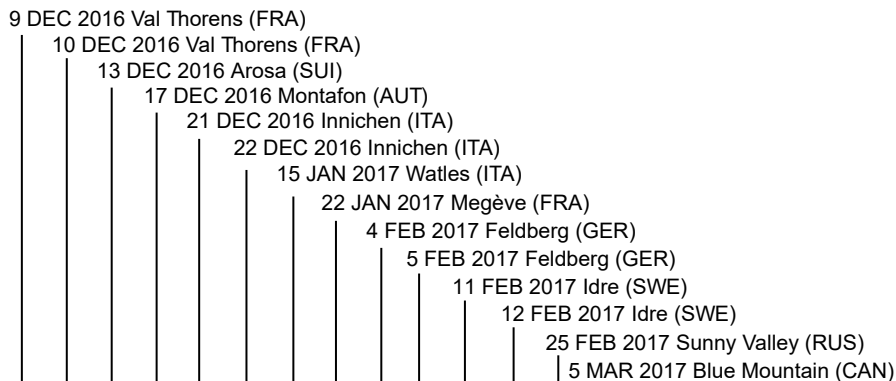 9 DEC 2016 Val Thorens (FRA)
10 DEC 2016 Val Thorens (FRA)
13 DEC 2016 Arosa (SUI)
17 DEC 2016 Montafon (AUT)
21 DEC 2016 Innichen (ITA)
22 DEC 2016 Innichen (ITA)
15 JAN 2017 Watles (ITA)
22 JAN 2017 Megève (FRA)
4 FEB 2017 Feldberg (GER)
5 FEB 2017 Feldberg (GER)
11 FEB 2017 Idre (SWE)
12 FEB 2017 Idre (SWE)
25 FEB 2017 Sunny Valley (RUS)
5 MAR 2017 Blue Mountain (CAN)